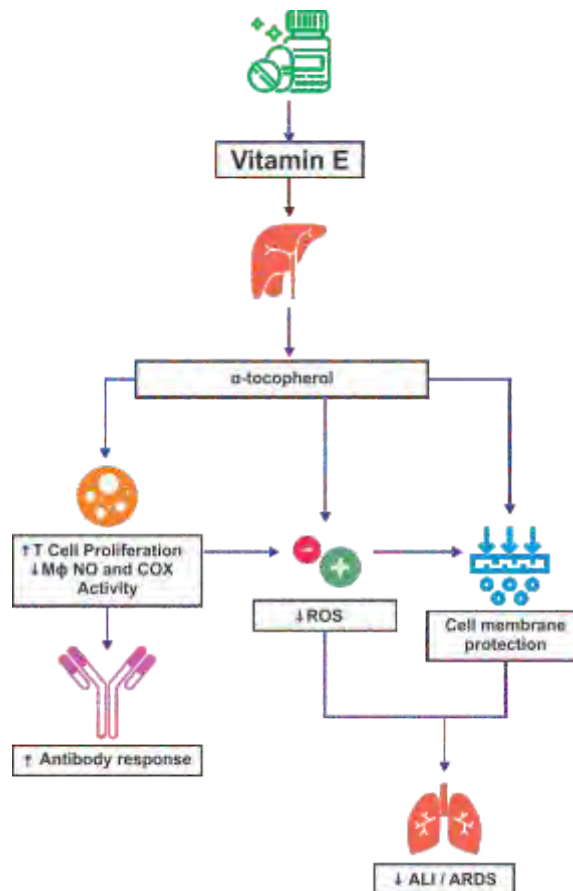 Vitamin E
α-tocopherol
↑T Cell Proliferation
↓Mϕ NO and COX
Activity
↓ROS
Cell membrane
protection
↑ Antibody response
↓ ALI / ARDS